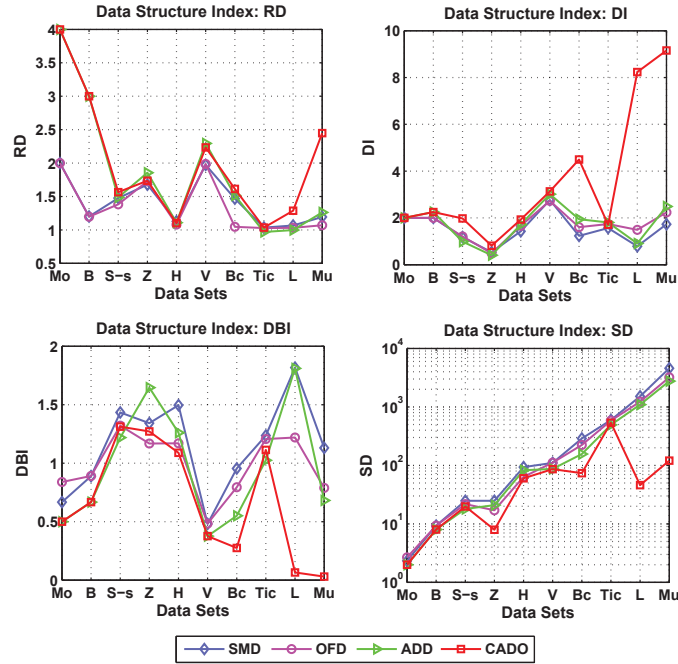 Data Structure Index: RD
4
3.5
3
2.5
2
1.5
1
0.5
RD
Mo B S-s Z H V Bc Tic L Mu
Data Sets
Data Structure Index: DI
10
8
6
4
2
0
DI
Mo B S-s Z H V Bc Tic L Mu
Data Sets
Data Structure Index: DBI
2
1.5
1
0.5
0
DBI
Mo B S-s Z H V Bc Tic L Mu
Data Sets
Data Structure Index: SD
10^4
10^3
10^2
10^1
10^0
SD
Mo B S-s Z H V Bc Tic L Mu
Data Sets
SMD OFD ADD CADO